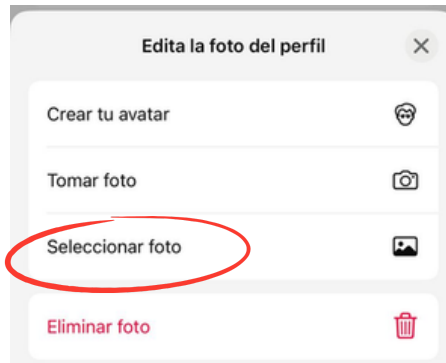 Edita la foto del perfil
Crear tu avatar
Tomar foto
Seleccionar foto
Eliminar foto